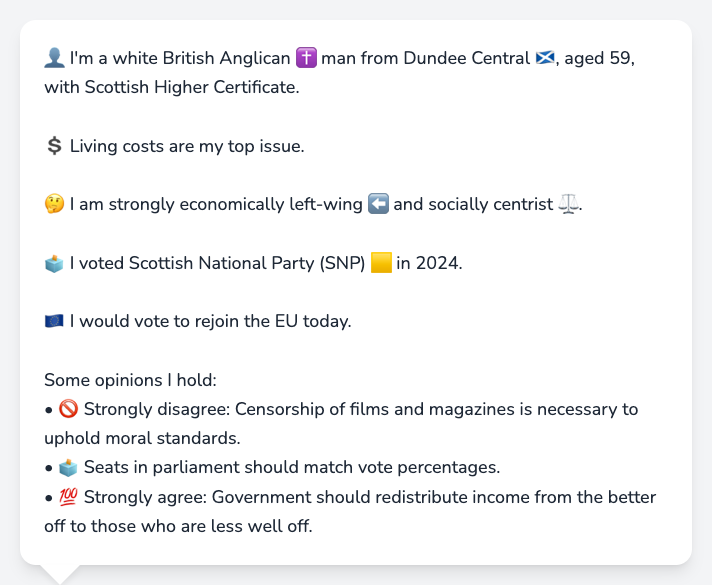 👤 I'm a white British Anglican ✝️ man from Dundee Central 🏴󠁧󠁢󠁳󠁣󠁴󠁿, aged 59,
with Scottish Higher Certificate.
💲 Living costs are my top issue.
🤔 I am strongly economically left-wing ⬅️ and socially centrist ⚖️.
🗳️ I voted Scottish National Party (SNP) 🟨 in 2024.
🇪🇺 I would vote to rejoin the EU today.
Some opinions I hold:
• 🚫 Strongly disagree: Censorship of films and magazines is necessary to
uphold moral standards.
• 🗳️ Seats in parliament should match vote percentages.
• 💯 Strongly agree: Government should redistribute income from the better
off to those who are less well off.